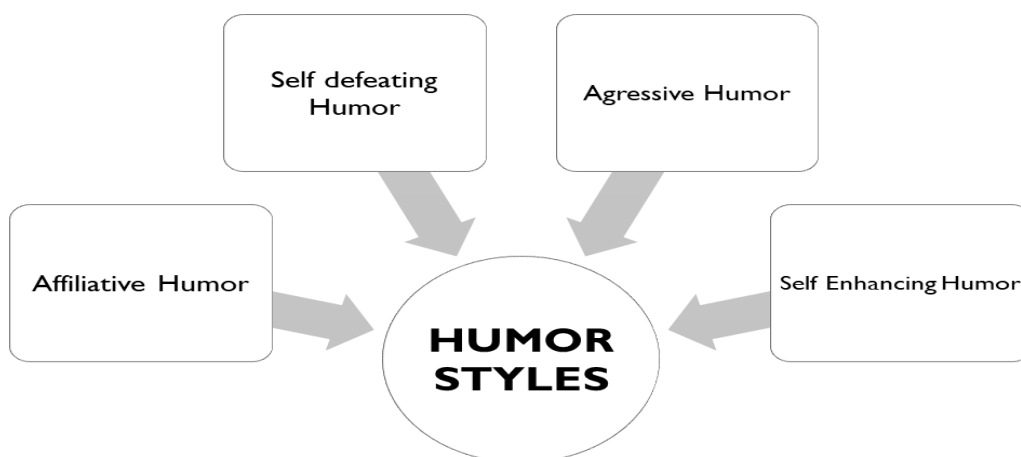 Self defeating
Humor
Agressive Humor
Affiliative Humor
Self Enhancing Humor
HUMOR
STYLES